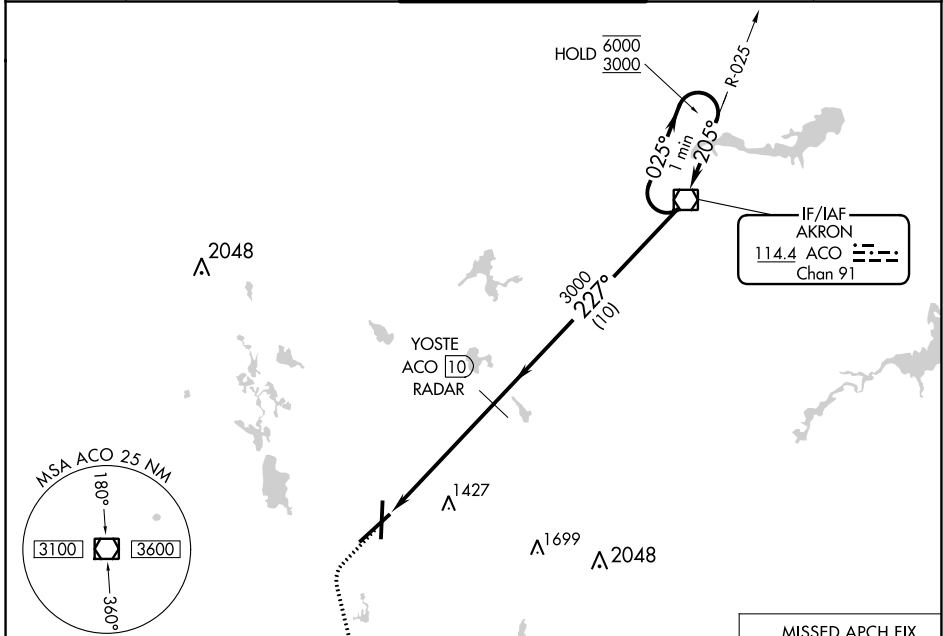 HOLD 6000
3000
R-025
025°
1 min
205°
IF/IAF
AKRON
114.4 ACO
Chan 91
2048
3000
227°
(10)
YOSTE
ACO 10
RADAR
MSA ACO 25 NM
180°
3100
3600
360°
1427
1699
2048
MISSED APCH FIX